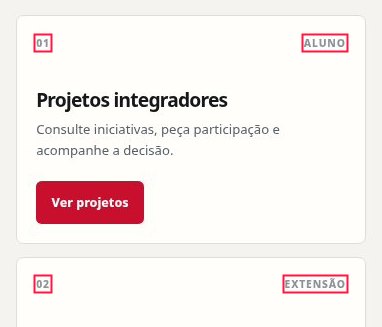 01 ALUNO
Projetos integradores
Consulte iniciativas, peça participação e
acompanhe a decisão.
Ver projetos
02 EXTENSÃO